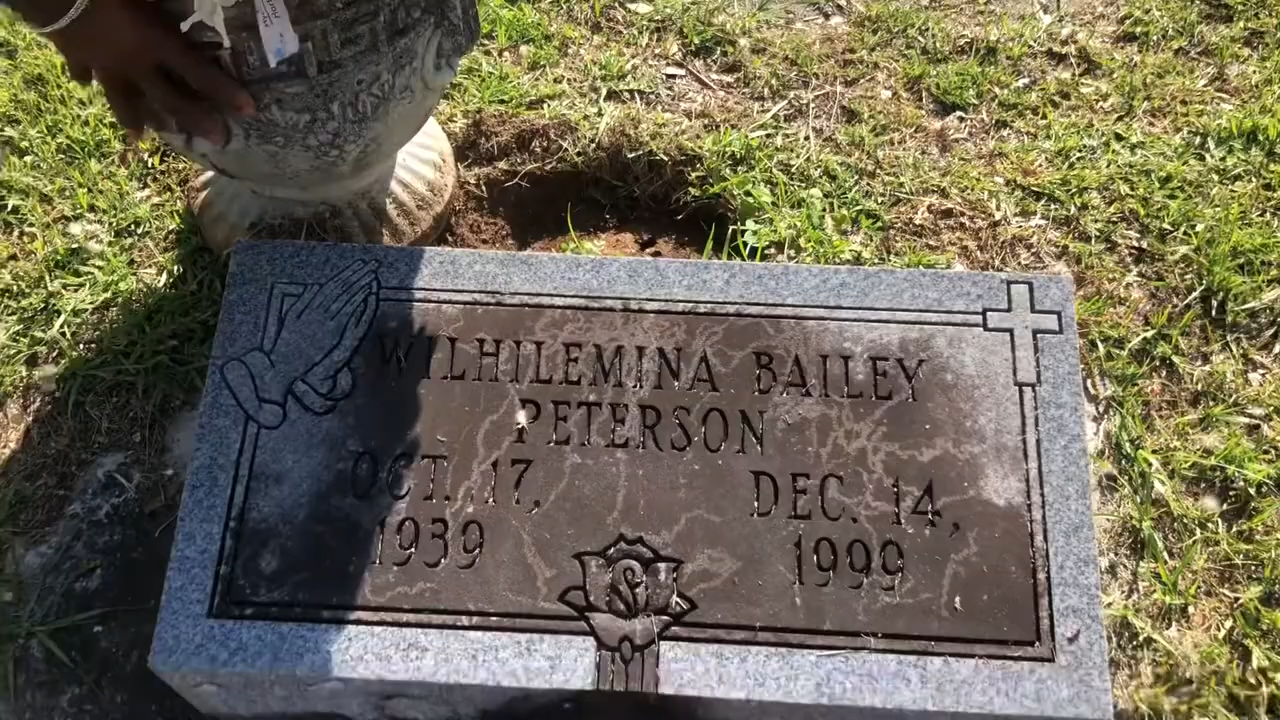 WILHILEMINA BAILEY
PETERSON
OCT. 17,
1939
DEC. 14,
1999